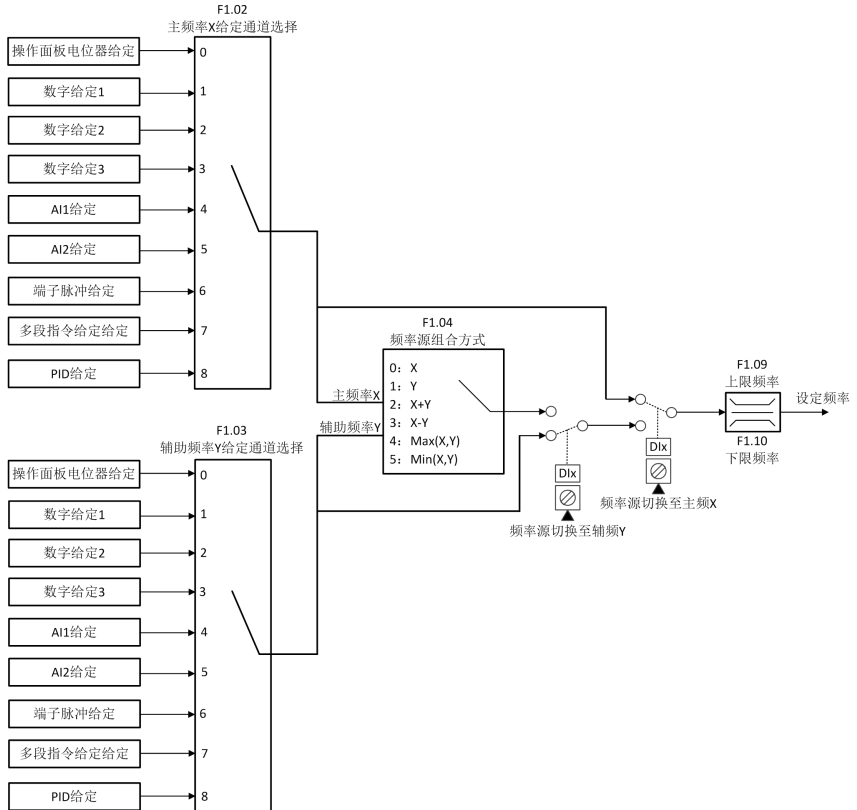 F1.02
主频率X给定通道选择
操作面板电位器给定
0
数字给定1
1
数字给定2
2
数字给定3
3
AI1给定
4
AI2给定
5
端子脉冲给定
6
多段指令给定给定
7
PID给定
8
F1.04
频率源组合方式
0：X
1：Y
2：X+Y
3：X-Y
4：Max(X,Y)
5：Min(X,Y)
主频率X
辅助频率Y
DIx
频率源切换至辅频Y
DIx
频率源切换至主频X
F1.09
上限频率
F1.10
下限频率
设定频率
F1.03
辅助频率Y给定通道选择
操作面板电位器给定
0
数字给定1
1
数字给定2
2
数字给定3
3
AI1给定
4
AI2给定
5
端子脉冲给定
6
多段指令给定给定
7
PID给定
8